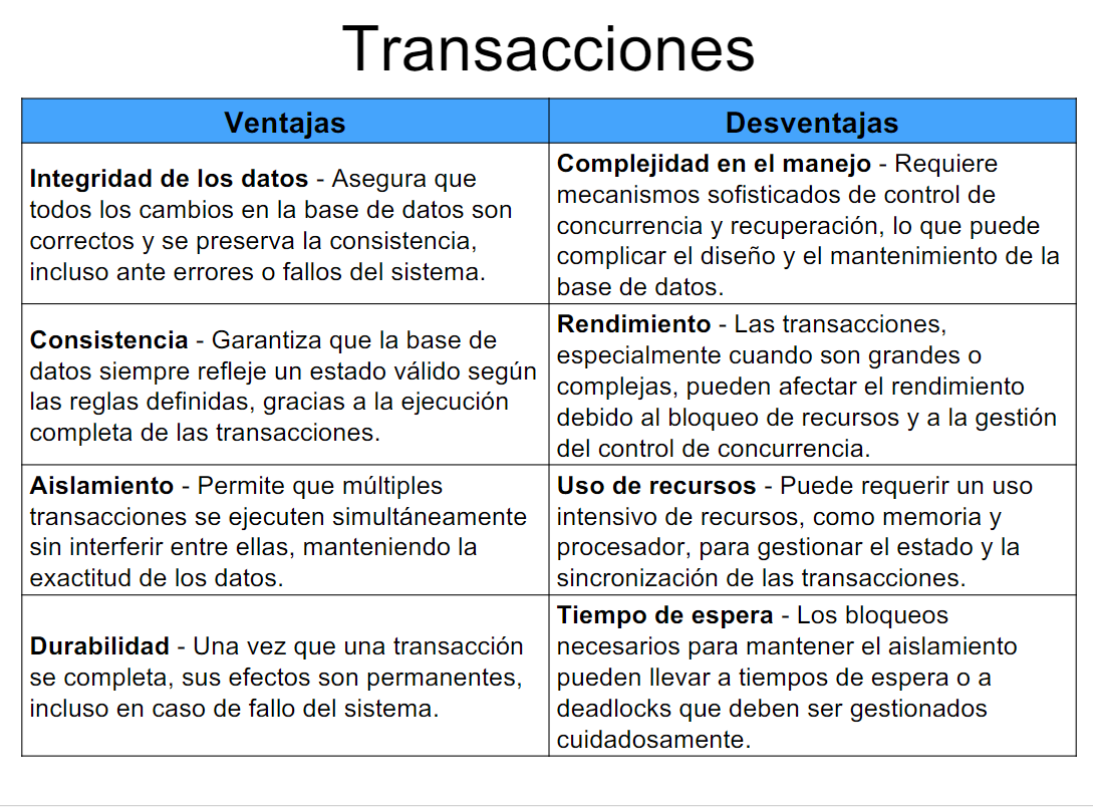 Transacciones
Ventajas
Desventajas
Integridad de los datos - Asegura que
todos los cambios en la base de datos son
correctos y se preserva la consistencia,
incluso ante errores o fallos del sistema.
Complejidad en el manejo - Requiere
mecanismos sofisticados de control de
concurrencia y recuperación, lo que puede
complicar el diseño y el mantenimiento de la
base de datos.
Consistencia - Garantiza que la base de
datos siempre refleje un estado válido según
las reglas definidas, gracias a la ejecución
completa de las transacciones.
Rendimiento - Las transacciones,
especialmente cuando son grandes o
complejas, pueden afectar el rendimiento
debido al bloqueo de recursos y a la gestión
del control de concurrencia.
Aislamiento - Permite que múltiples
transacciones se ejecuten simultáneamente
sin interferir entre ellas, manteniendo la
exactitud de los datos.
Uso de recursos - Puede requerir un uso
intensivo de recursos, como memoria y
procesador, para gestionar el estado y la
sincronización de las transacciones.
Durabilidad - Una vez que una transacción
se completa, sus efectos son permanentes,
incluso en caso de fallo del sistema.
Tiempo de espera - Los bloqueos
necesarios para mantener el aislamiento
pueden llevar a tiempos de espera o a
deadlocks que deben ser gestionados
cuidadosamente.